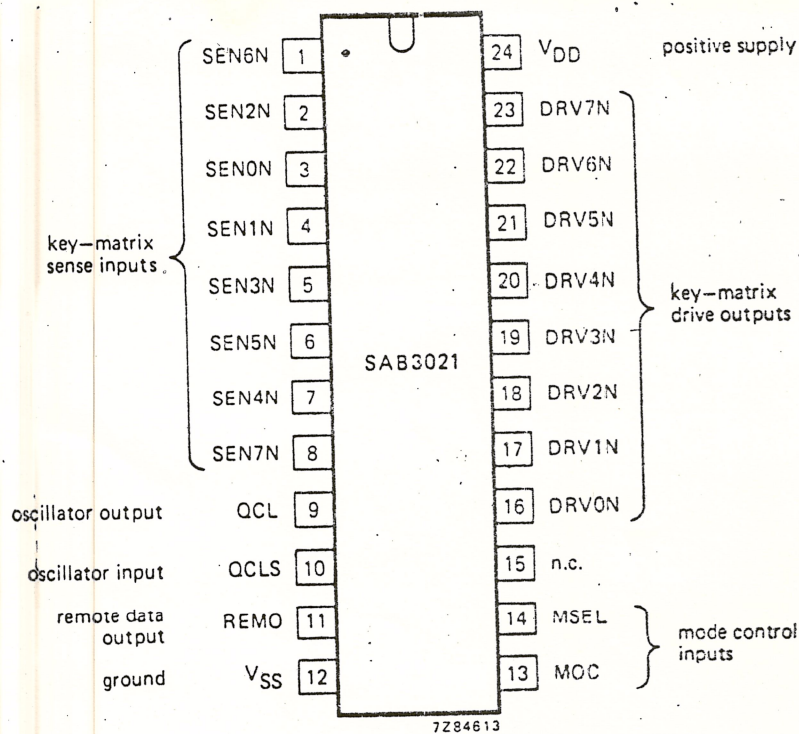 SEN6N 1
SEN2N 2
SEN0N 3
SEN1N 4
SEN3N 5
SEN5N 6
SEN4N 7
SEN7N 8
key-matrix
sense inputs
oscillator output QCL 9
oscillator input QCLS 10
remote data
output
REMO 11
ground VSS 12
SAB3021
24 VDD positive supply
23 DRV7N
22 DRV6N
21 DRV5N
20 DRV4N
19 DRV3N
18 DRV2N
17 DRV1N
16 DRV0N
key-matrix
drive outputs
15 n.c.
14 MSEL
13 MOC
mode control
inputs
7Z84613